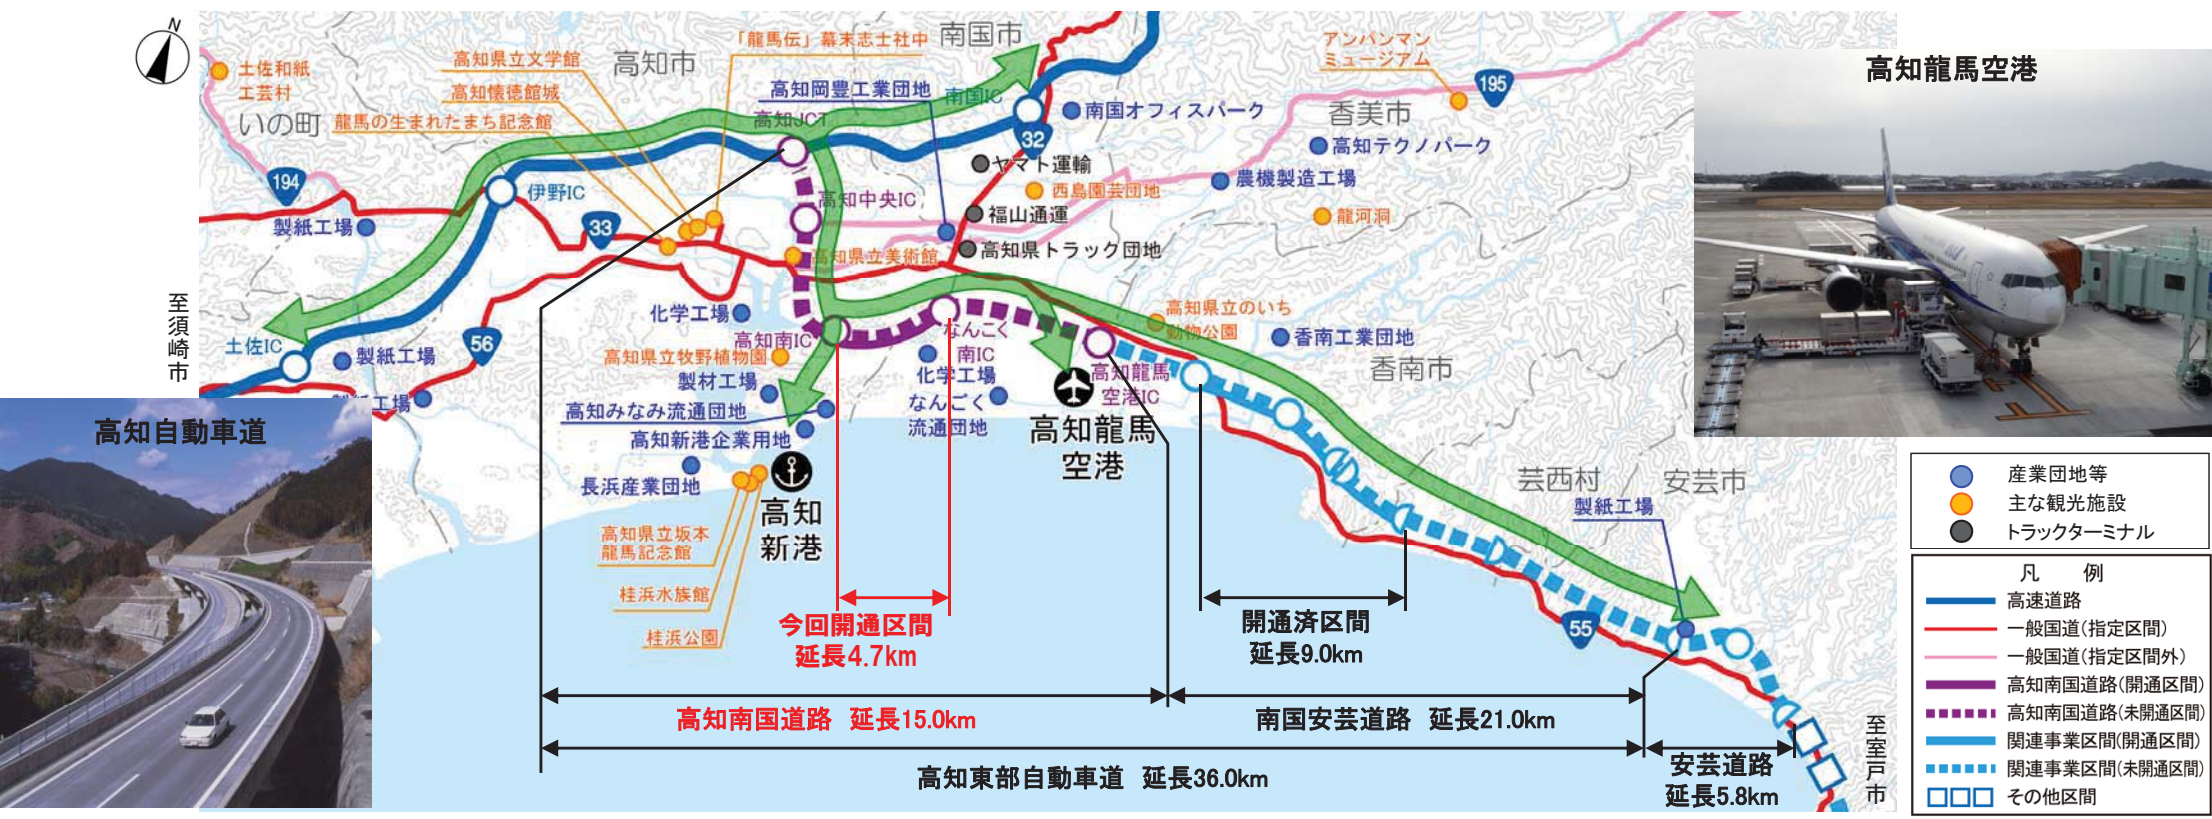 N
土佐和紙
工芸村
いの町
高知県立文学館
高知懐徳館城
龍馬の生まれたまち記念館
高知市
「龍馬伝」幕末志士社中
南国市
高知岡豊工業団地
南国IC
高知JCT
32
南国オフィスパーク
アンパンマン
ミュージアム
195
香美市
高知テクノパーク
高知龍馬空港
ヤマト運輸
西島園芸団地
農機製造工場
福山通運
龍河洞
高知県トラック団地
194
伊野IC
製紙工場
33
高知中央IC
高知県立美術館
至須崎市
土佐IC
製紙工場
56
化学工場
高知南IC
高知県立牧野植物園
製材工場
高知みなみ流通団地
高知新港企業用地
長浜産業団地
なんこく
南IC
化学工場
なんごく
流通団地
高知県立のいち
動物公園
香南工業団地
香南市
高知龍馬
空港IC
高知龍馬
空港
工場
高知自動車道
高知
新港
高知県立坂本
龍馬記念館
桂浜水族館
桂浜公園
芸西村
安芸市
製紙工場
55
今回開通区間
延長4.7km
開通済区間
延長9.0km
高知南国道路 延長15.0km
南国安芸道路 延長21.0km
高知東部自動車道 延長36.0km
安芸道路
延長5.8km
至室戸市
産業団地等
主な観光施設
トラックターミナル
凡 例
高速道路
一般国道(指定区間)
一般国道(指定区間外)
高知南国道路(開通区間)
高知南国道路(未開通区間)
関連事業区間(開通区間)
関連事業区間(未開通区間)
その他区間